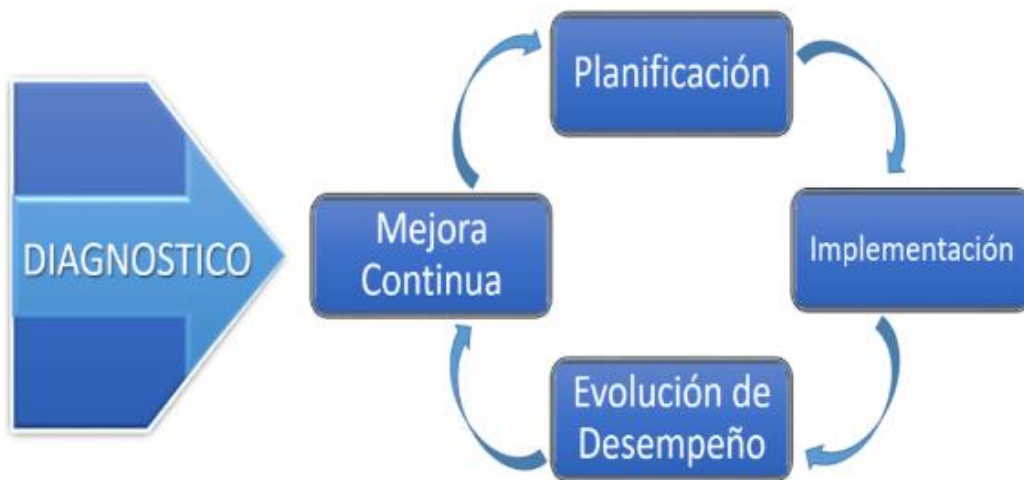 DIAGNOSTICO
Planificación
Implementación
Evolución de
Desempeño
Mejora
Continua